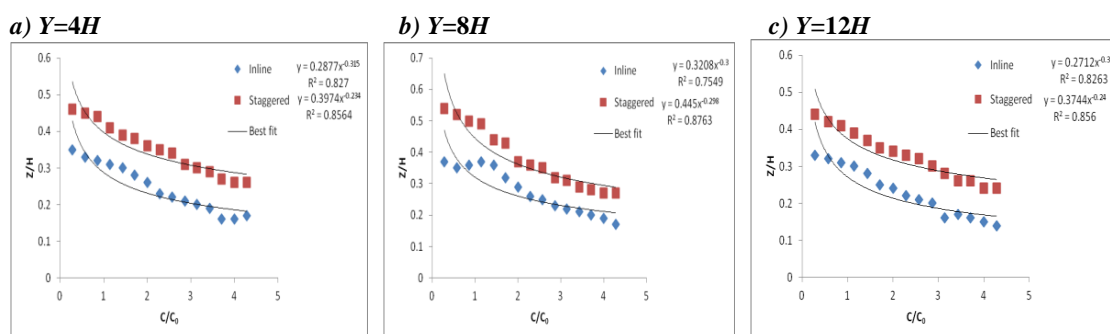 a) Y=4H
b) Y=8H
c) Y=12H
Inline
y = 0.2877x^-0.315
R² = 0.827
Staggered
y = 0.3974x^-0.234
R² = 0.8564
Best fit
0.6
0.5
0.4
0.3
0.2
0.1
0
Z/H
0 1 2 3 4 5
C/C₀
Inline
y = 0.3208x^-0.3
R² = 0.7549
Staggered
y = 0.445x^-0.298
R² = 0.8763
Best fit
0.7
0.6
0.5
0.4
0.3
0.2
0.1
0
Z/H
0 1 2 3 4 5
C/C₀
Inline
y = 0.2712x^-0.3
R² = 0.8263
Staggered
y = 0.3744x^-0.24
R² = 0.856
Best fit
0.6
0.5
0.4
0.3
0.2
0.1
0
Z/H
0 1 2 3 4 5
C/C₀